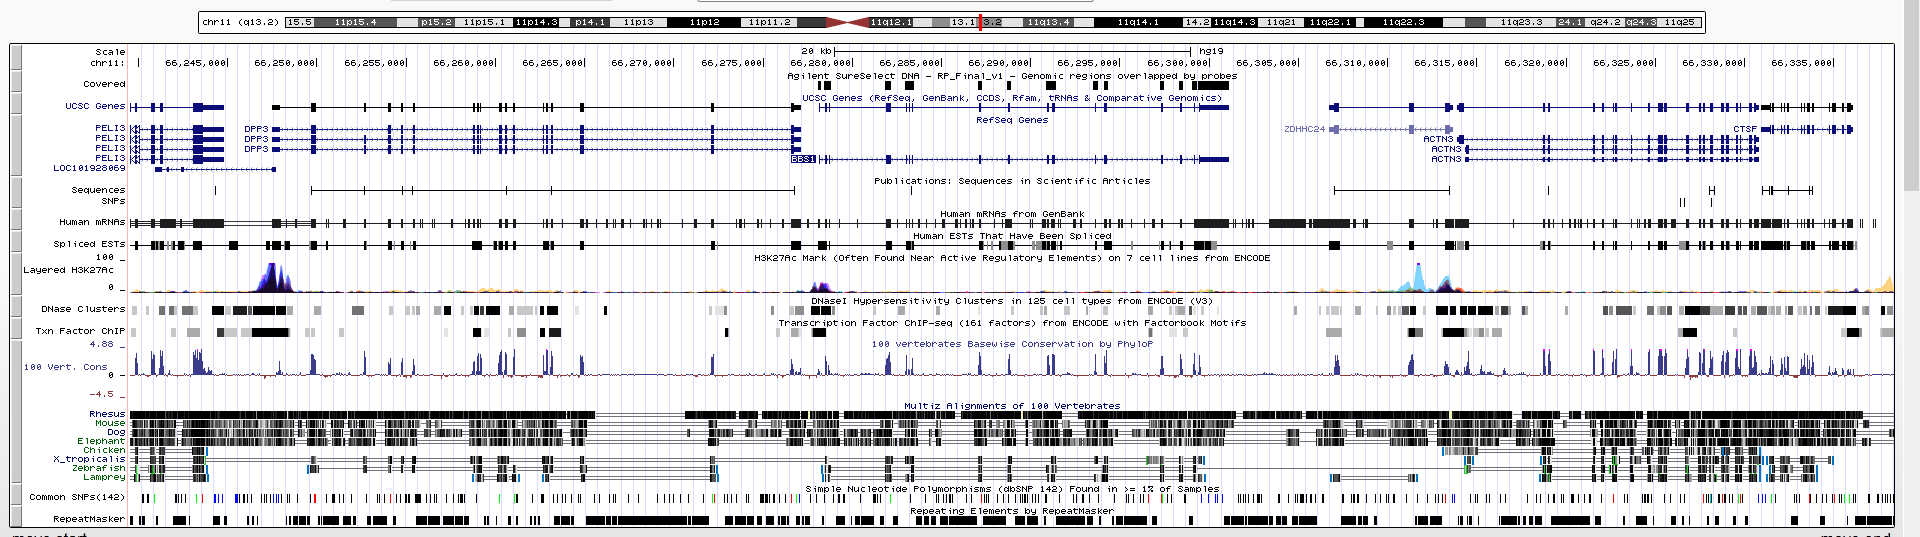 chr11 (q13.2) 15.5 11p15.4 p15.2 11p15.1 11p14.3 p14.1 11p13 11p12 11p11.2 11q12.1 13.1 3.2 11q13.4 11q14.1 14.2 11q14.3 11q21 11q22.1 11q22.3 11q23.3 24.1 q24.2 q24.3 11q25
Scale 20 kb hg19
chr11: 66,245,000 66,250,000 66,255,000 66,260,000 66,265,000 66,270,000 66,275,000 66,280,000 66,285,000 66,290,000 66,295,000 66,300,000 66,305,000 66,310,000 66,315,000 66,320,000 66,325,000 66,330,000 66,335,000
Agilent SureSelect DNA - RP_Final_v1 - Genomic regions overlapped by probes
Covered
UCSC Genes (RefSeq, GenBank, CCDS, Rfam, tRNAs & Comparative Genomics)
UCSC Genes
RefSeq Genes
PELI3 DPP3 ZDHHC24 CTSF
PELI3 DPP3 ACTN3
PELI3 DPP3 ACTN3
PELI3 BBS1 ACTN3
LOC101928069
Publications: Sequences in Scientific Articles
Sequences
SNPs
Human mRNAs from GenBank
Human mRNAs
Human ESTs That Have Been Spliced
Spliced ESTs
H3K27Ac Mark (Often Found Near Active Regulatory Elements) on 7 cell lines from ENCODE
100 _
Layered H3K27Ac
0 _
DNaseI Hypersensitivity Clusters in 125 cell types from ENCODE (V3)
DNase Clusters
Transcription Factor ChIP-seq (161 factors) from ENCODE with Factorbook Motifs
Txn Factor ChIP
100 vertebrates Basewise Conservation by PhyloP
4.88 _
100 Vert. Cons
0 _
-4.5 _
Multiz Alignments of 100 Vertebrates
Rhesus
Mouse
Dog
Elephant
Chicken
X_tropicalis
Zebrafish
Lamprey
Simple Nucleotide Polymorphisms (dbSNP 142) Found in >= 1% of Samples
Common SNPs(142)
Repeating Elements by RepeatMasker
RepeatMasker